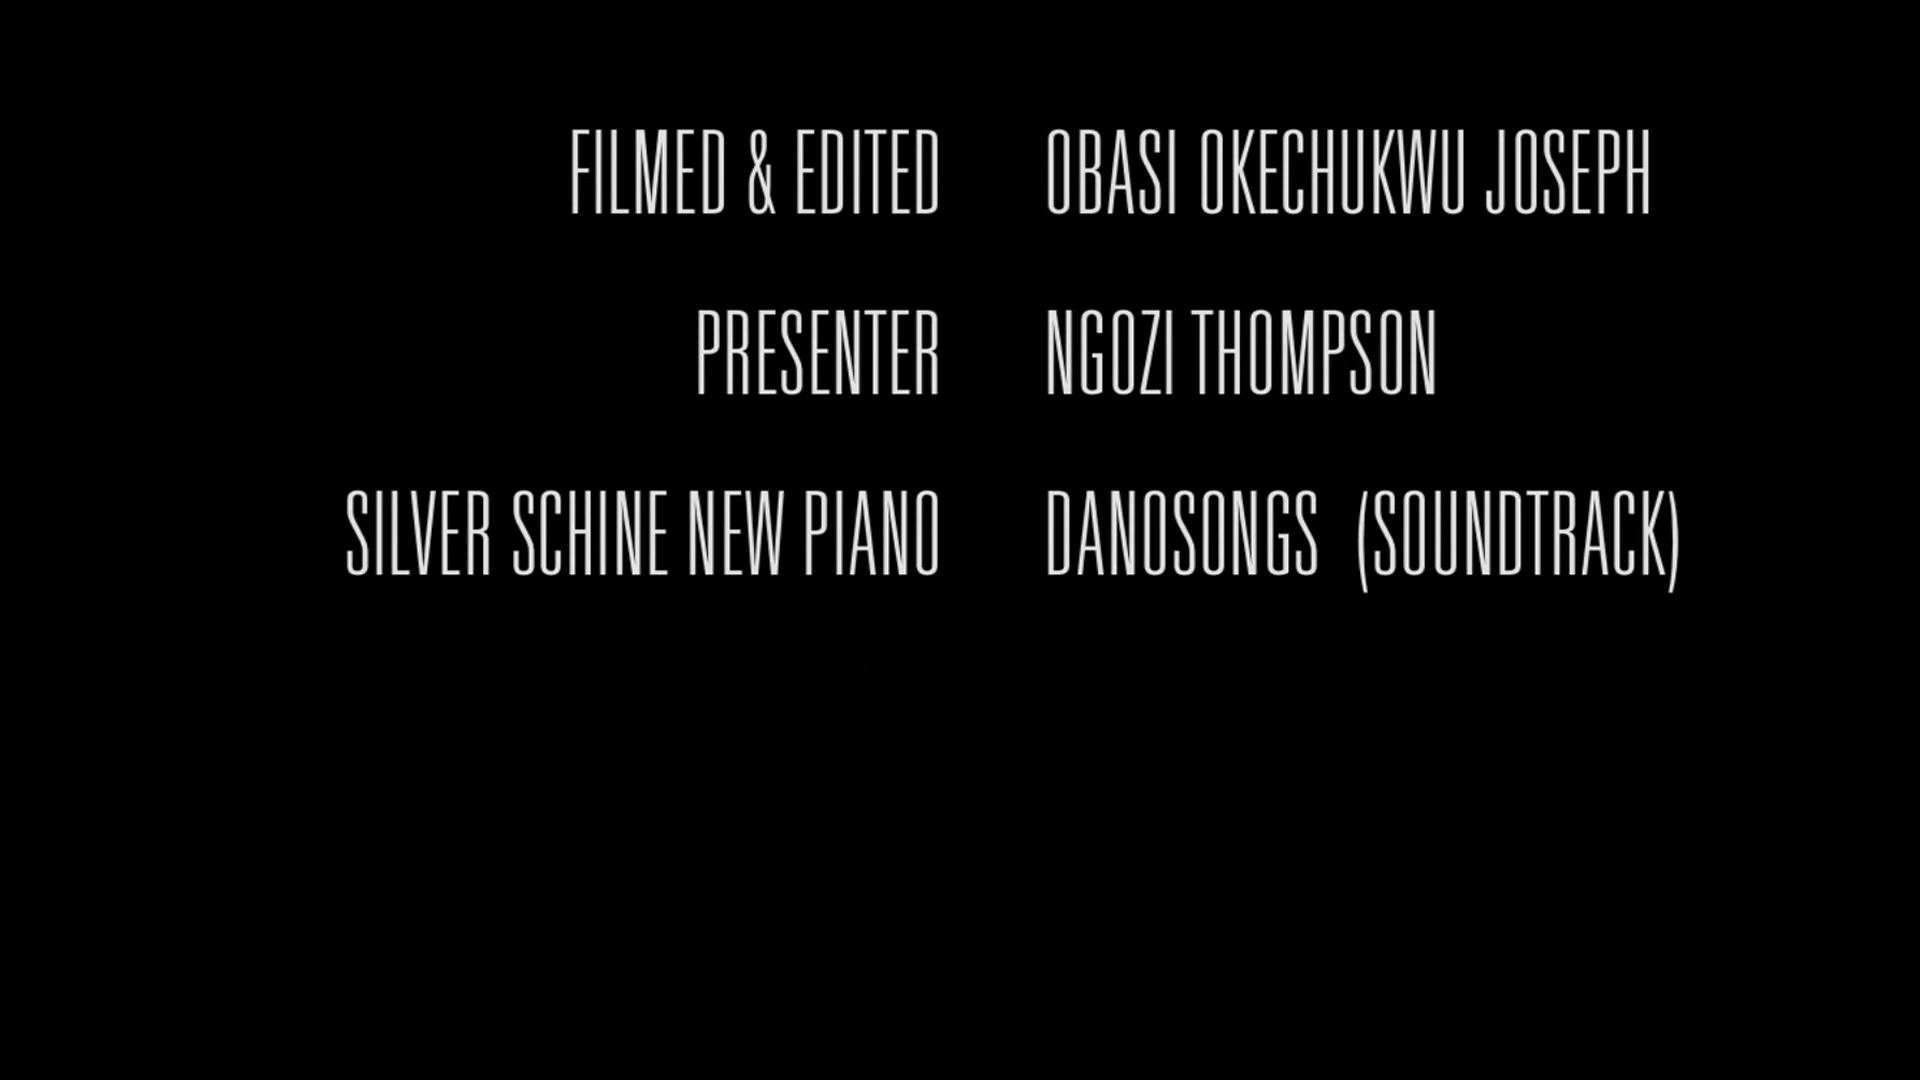 FILMED & EDITED OBASI OKECHUKWU JOSEPH
PRESENTER NGOZI THOMPSON
SILVER SCHINE NEW PIANO DANOSONGS (SOUNDTRACK)